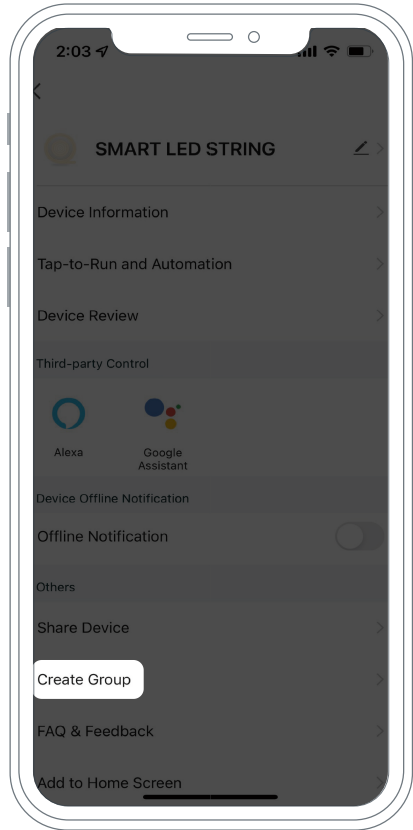 2:03
SMART LED STRING
Device Information
Tap-to-Run and Automation
Device Review
Third-party Control
Alexa
Google
Assistant
Device Offline Notification
Offline Notification
Others
Share Device
Create Group
FAQ & Feedback
Add to Home Screen